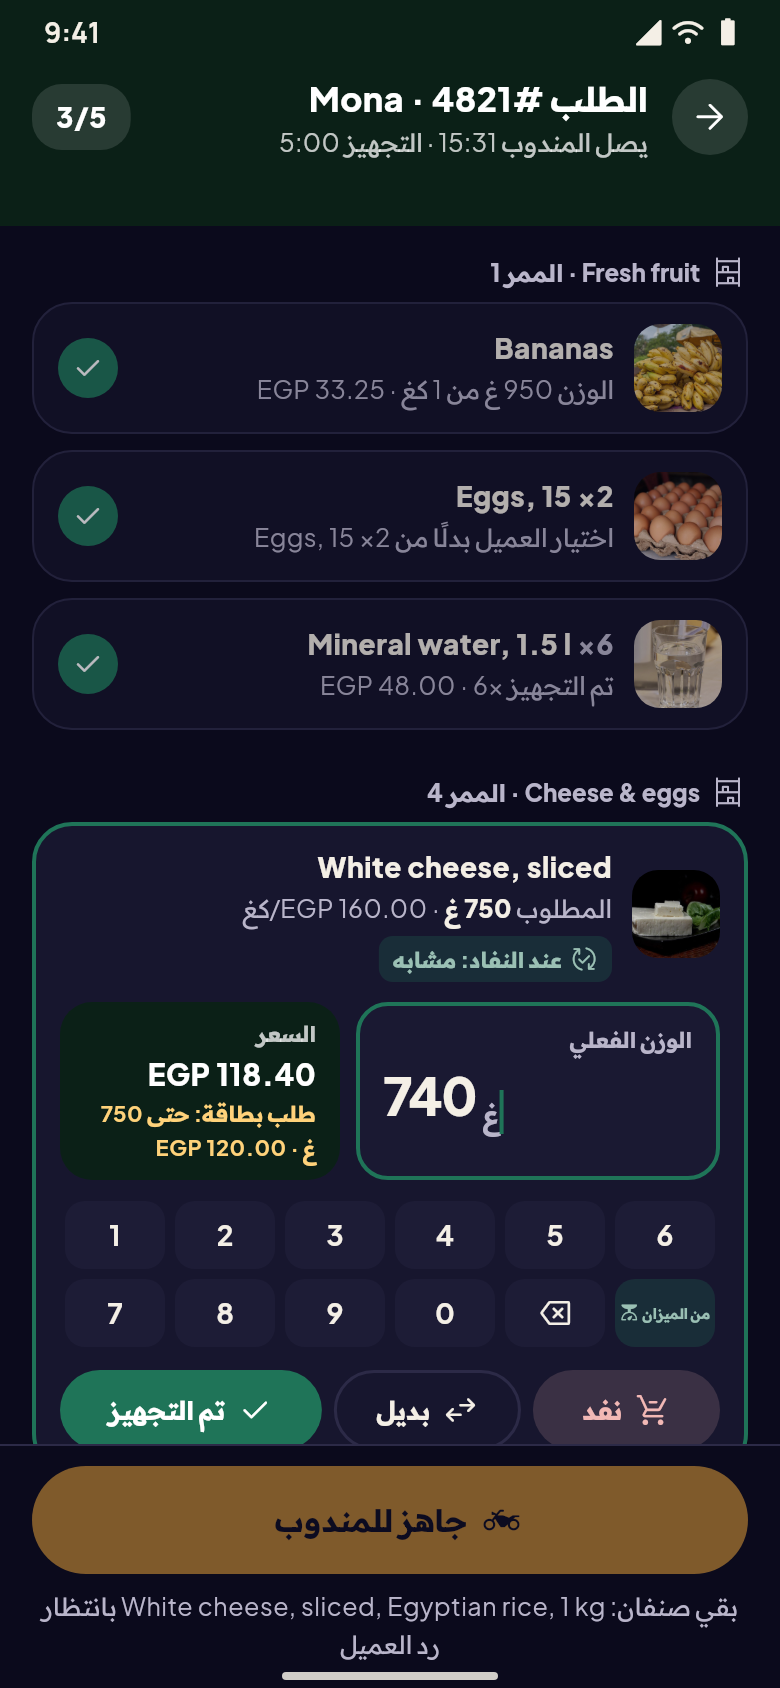 9:41
الطلب #4821 · Mona
3/5
يصل المندوب 15:31 · التجهيز 5:00
Fresh fruit · الممر 1
Bananas
الوزن 950 غ من 1 كغ · EGP 33.25
Eggs, 15 ×2
اختيار العميل بدلًا من Eggs, 15 ×2
Mineral water, 1.5 l ×6
تم التجهيز ×6 · EGP 48.00
Cheese & eggs · الممر 4
White cheese, sliced
المطلوب 750 غ · EGP 160.00/كغ
عند النفاد: مشابه
الوزن الفعلي
740 غ
السعر
EGP 118.40
طلب بطاقة: حتى 750
غ · EGP 120.00
1 2 3 4 5 6
7 8 9 0 من الميزان
نفد
بديل
تم التجهيز
جاهز للمندوب
بقي صنفان: White cheese, sliced, Egyptian rice, 1 kg بانتظار
رد العميل